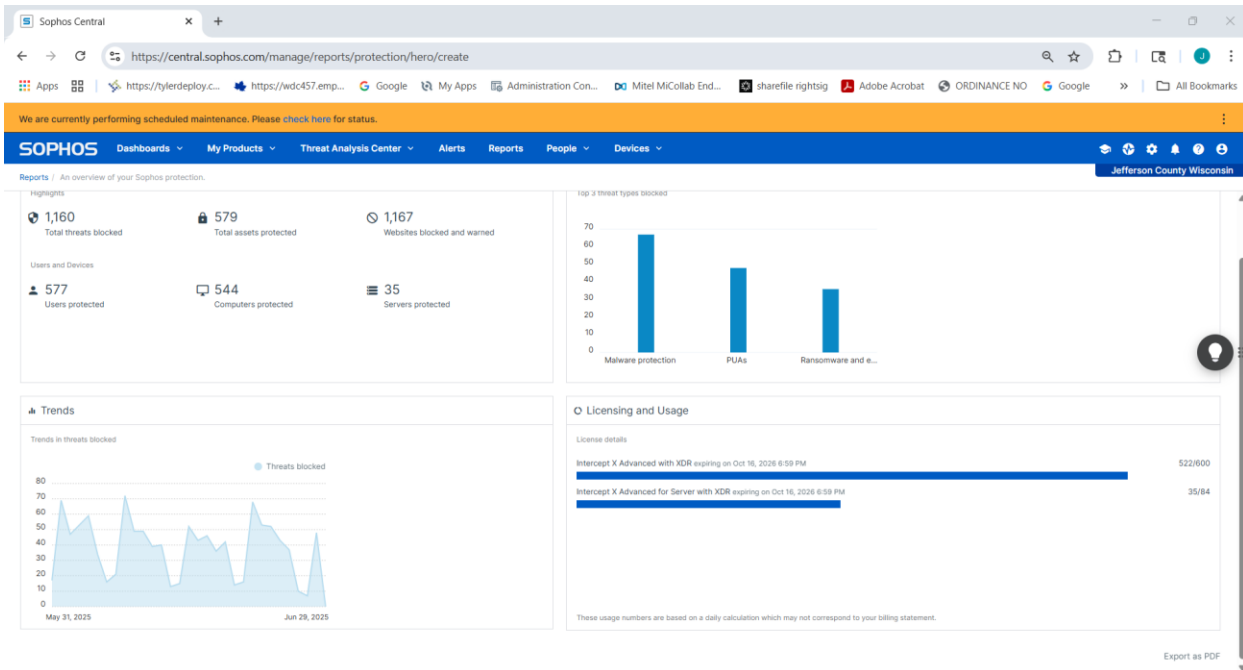 Sophos Central
https://central.sophos.com/manage/reports/protection/hero/create
Apps https://tylerdeploy.c... https://wdc457.emp... Google My Apps Administration Con... Mitel MiCollab End... sharefile rightsig Adobe Acrobat ORDINANCE NO Google » All Bookmarks
We are currently performing scheduled maintenance. Please check here for status.
SOPHOS Dashboards My Products Threat Analysis Center Alerts Reports People Devices
Reports / An overview of your Sophos protection.
Jefferson County Wisconsin
Highlights
1,160
Total threats blocked
579
Total assets protected
1,167
Websites blocked and warned
Users and Devices
577
Users protected
544
Computers protected
35
Servers protected
Top 3 threat types blocked
70
60
50
40
30
20
10
0
Malware protection PUAs Ransomware and e...
Trends
Trends in threats blocked
Threats blocked
80
70
60
50
40
30
20
10
0
May 31, 2025 Jun 29, 2025
Licensing and Usage
License details
Intercept X Advanced with XDR expiring on Oct 16, 2026 6:59 PM 522/600
Intercept X Advanced for Server with XDR expiring on Oct 16, 2026 6:59 PM 35/84
These usage numbers are based on a daily calculation which may not correspond to your billing statement.
Export as PDF